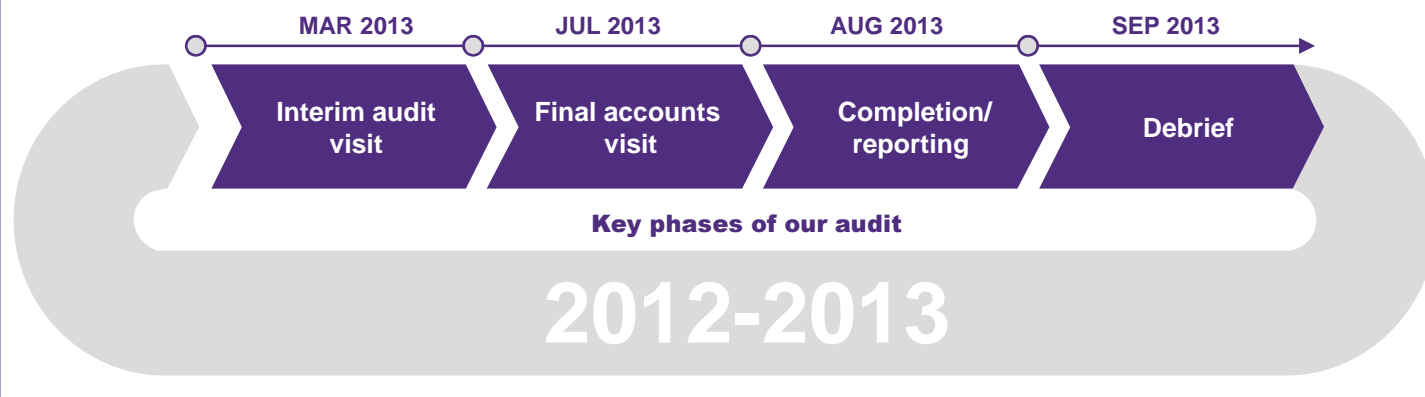 MAR 2013 JUL 2013 AUG 2013 SEP 2013
Interim audit
visit
Final accounts
visit
Completion/
reporting
Debrief
Key phases of our audit
2012-2013